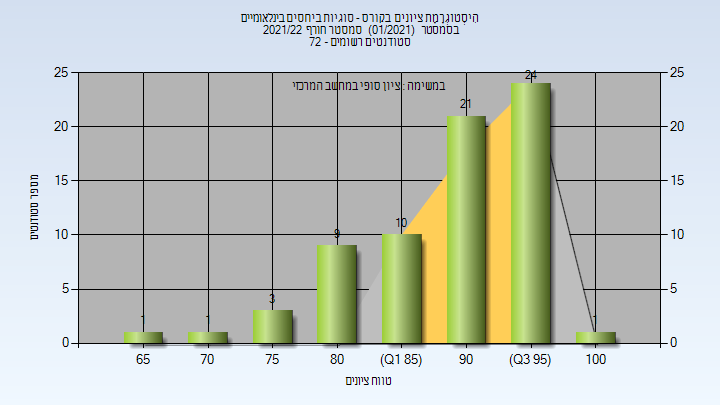 היסטוגרמת ציונים בקורס - סוגיות ביחסים בינלאומיים
בסמסטר (01/2021) סמסטר חורף 2021/22
סטודנטים רשומים - 72
במשימה : ציון סופי במחשב המרכזי
25 25
20 20
15 15
10 10
5 5
0 0
מספר סטודנטים
1 1 3 9 10 21 24 1
65 70 75 80 (Q1 85) 90 (Q3 95) 100
טווח ציונים